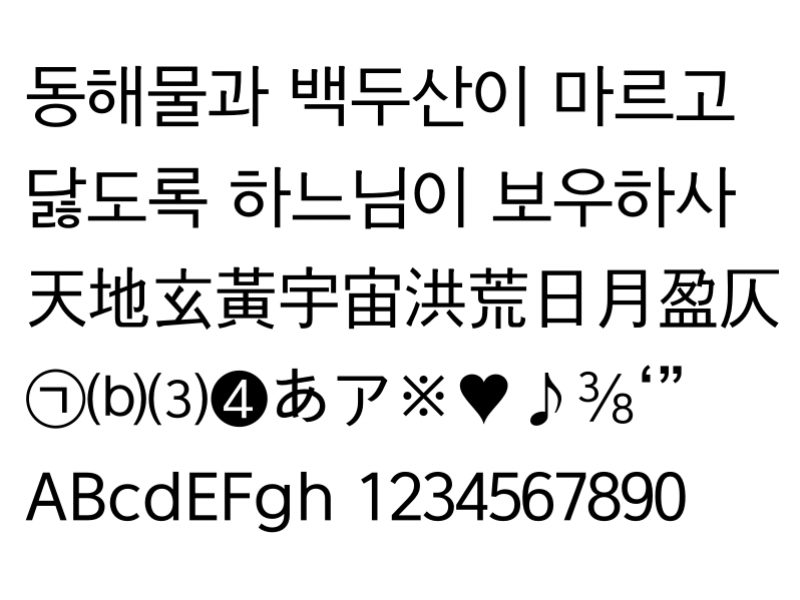 동해물과 백두산이 마르고
닳도록 하느님이 보우하사
天地玄黃宇宙洪荒日月盈仄
㉠⒝⑶❹あア※♥♪⅜‘”
ABcdEFgh 1234567890